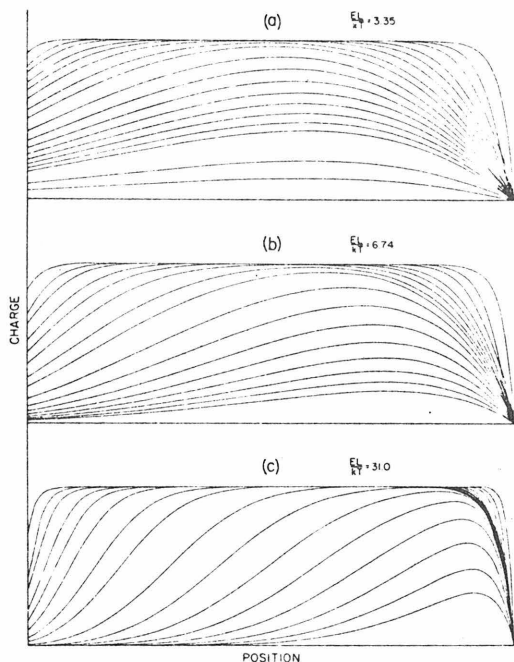 (a)
EL/kT = 3.35
(b)
EL/kT = 6.74
(c)
EL/kT = 31.0
CHARGE
POSITION